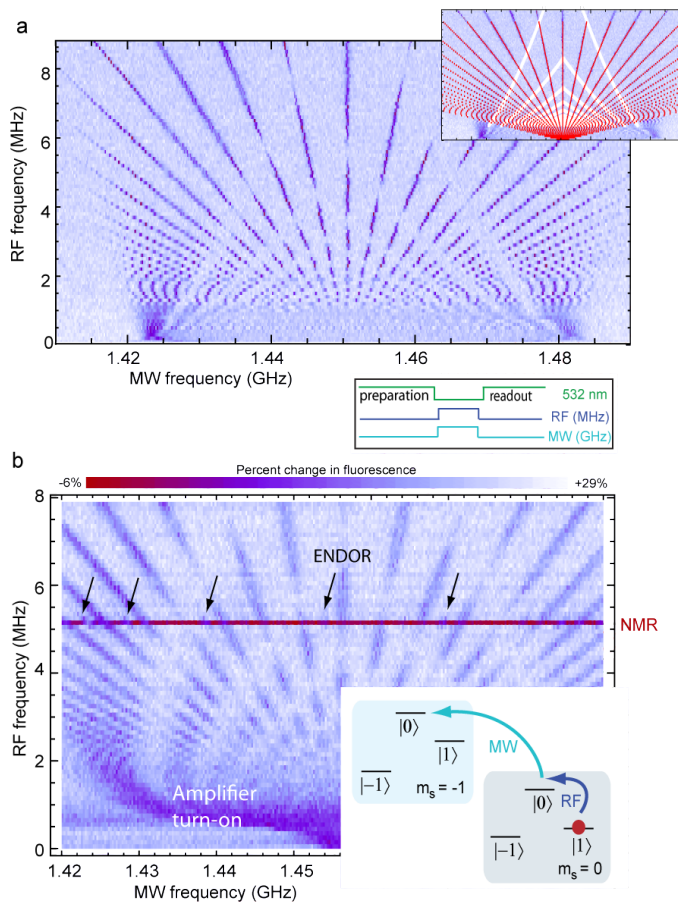 a
RF frequency (MHz)
8
6
4
2
0
1.42
1.44
1.46
1.48
MW frequency (GHz)
preparation
readout
532 nm
RF (MHz)
MW (GHz)
b
Percent change in fluorescence
-6%
+29%
RF frequency (MHz)
8
6
4
2
0
ENDOR
NMR
Amplifier
turn-on
1.42
1.43
1.44
1.45
MW frequency (GHz)
|0⟩
|1⟩
|−1⟩
m_s = -1
MW
|0⟩
RF
|−1⟩
|1⟩
m_s = 0